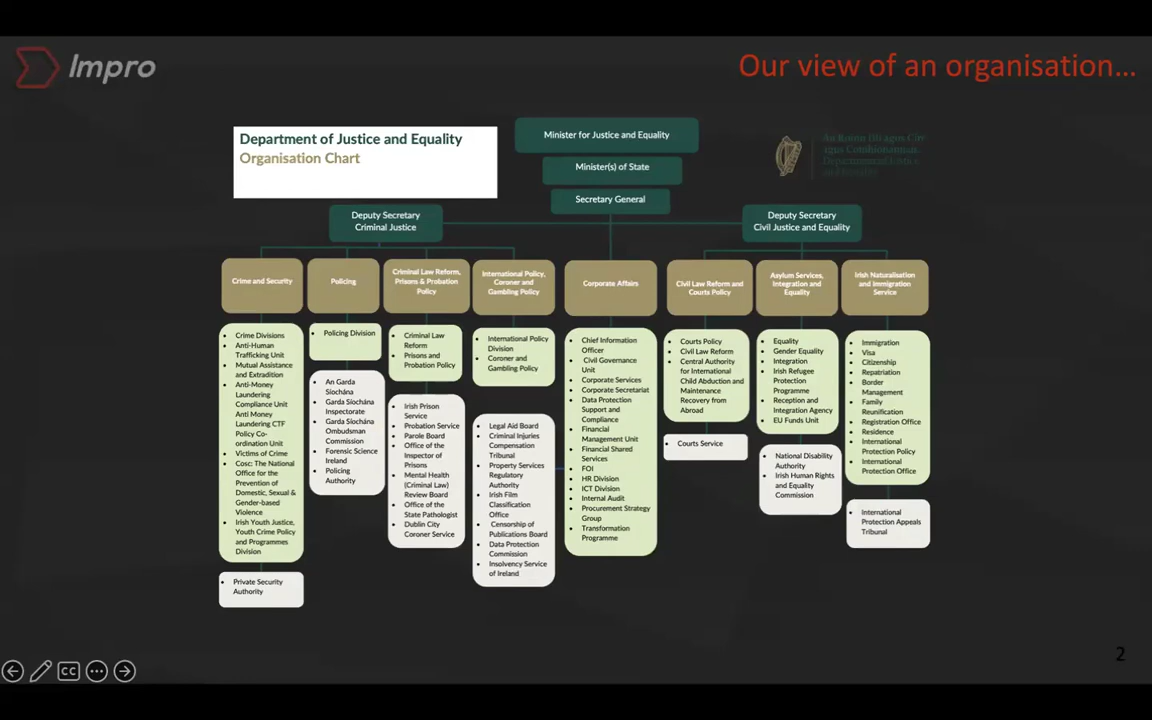 Impro
Our view of an organisation...
Department of Justice and Equality
Organisation Chart
Minister for Justice and Equality
Minister(s) of State
Secretary General
Deputy Secretary
Criminal Justice
Deputy Secretary
Civil Justice and Equality
Crime and Security
Policing
Criminal Law Reform,
Prisons & Probation
Policy
International Policy,
Coroner and
Gambling Policy
Corporate Affairs
Civil Law Reform and
Courts Policy
Asylum Services,
Integration and
Equality
Irish Naturalisation
and Immigration
Service
• Crime Divisions
• Anti-Human
Trafficking Unit
• Mutual Assistance
and Extradition
• Anti-Money
Laundering
Compliance Unit
Anti Money
Laundering CTF
Policy Co-
ordination Unit
• Victims of Crime
• Cosc: The National
Office for the
Prevention of
Domestic, Sexual &
Gender-based
Violence
• Irish Youth Justice,
Youth Crime Policy
and Programmes
Division
• Private Security
Authority
• Policing Division
• An Garda
Síochána
• Garda Síochána
Inspectorate
• Garda Síochána
Ombudsman
Commission
• Forensic Science
Ireland
• Policing
Authority
• Criminal Law
Reform
• Prisons and
Probation Policy
• Irish Prison
Service
• Probation Service
• Parole Board
• Office of the
Inspector of
Prisons
• Mental Health
(Criminal Law)
Review Board
• Office of the
State Pathologist
• Dublin City
Coroner Service
• International Policy
Division
• Coroner and
Gambling Policy
• Legal Aid Board
• Criminal Injuries
Compensation
Tribunal
• Property Services
Regulatory
Authority
• Irish Film
Classification
Office
• Censorship of
Publications Board
• Data Protection
Commission
• Insolvency Service
of Ireland
• Chief Information
Officer
• Civil Governance
Unit
• Corporate Services
• Corporate Secretariat
• Data Protection
Support and
Compliance
• Financial
Management Unit
• Financial Shared
Services
• FOI
• HR Division
• ICT Division
• Internal Audit
• Procurement Strategy
Group
• Transformation
Programme
• Courts Policy
• Civil Law Reform
• Central Authority
for International
Child Abduction and
Maintenance
Recovery from
Abroad
• Courts Service
• Equality
• Gender Equality
• Integration
• Irish Refugee
Protection
Programme
• Reception and
Integration Agency
• EU Funds Unit
• National Disability
Authority
• Irish Human Rights
and Equality
Commission
• Immigration
• Visa
• Citizenship
• Repatriation
• Border
Management
• Family
Reunification
• Registration Office
• Residence
• International
Protection Policy
• International
Protection Office
• International
Protection Appeals
Tribunal
2
CC